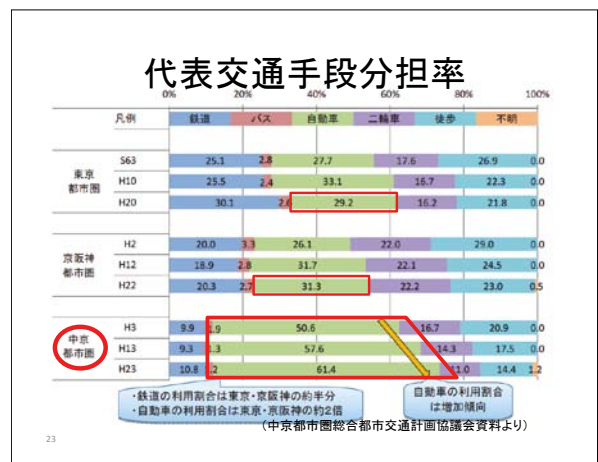 代表交通手段分担率
0% 20% 40% 60% 80% 100%
凡例 鉄道 バス 自動車 二輪車 徒歩 不明
東京
都市圏
S63 25.1 2.8 27.7 17.6 26.9 0.0
H10 25.5 2.4 33.1 16.7 22.3 0.0
H20 30.1 2.6 29.2 16.2 21.8 0.0
京阪神
都市圏
H2 20.0 3.3 26.1 22.0 29.0 0.0
H12 18.9 2.8 31.7 22.1 24.5 0.0
H22 20.3 2.7 31.3 22.2 23.0 0.5
中京
都市圏
H3 9.9 1.9 50.6 16.7 20.9 0.0
H13 9.3 1.3 57.6 14.3 17.5 0.0
H23 10.8 1.2 61.4 11.0 14.4 1.2
・鉄道の利用割合は東京・京阪神の約半分
・自動車の利用割合は東京・京阪神の約2倍
自動車の利用割合
は増加傾向
(中京都市圏総合都市交通計画協議会資料より)
23